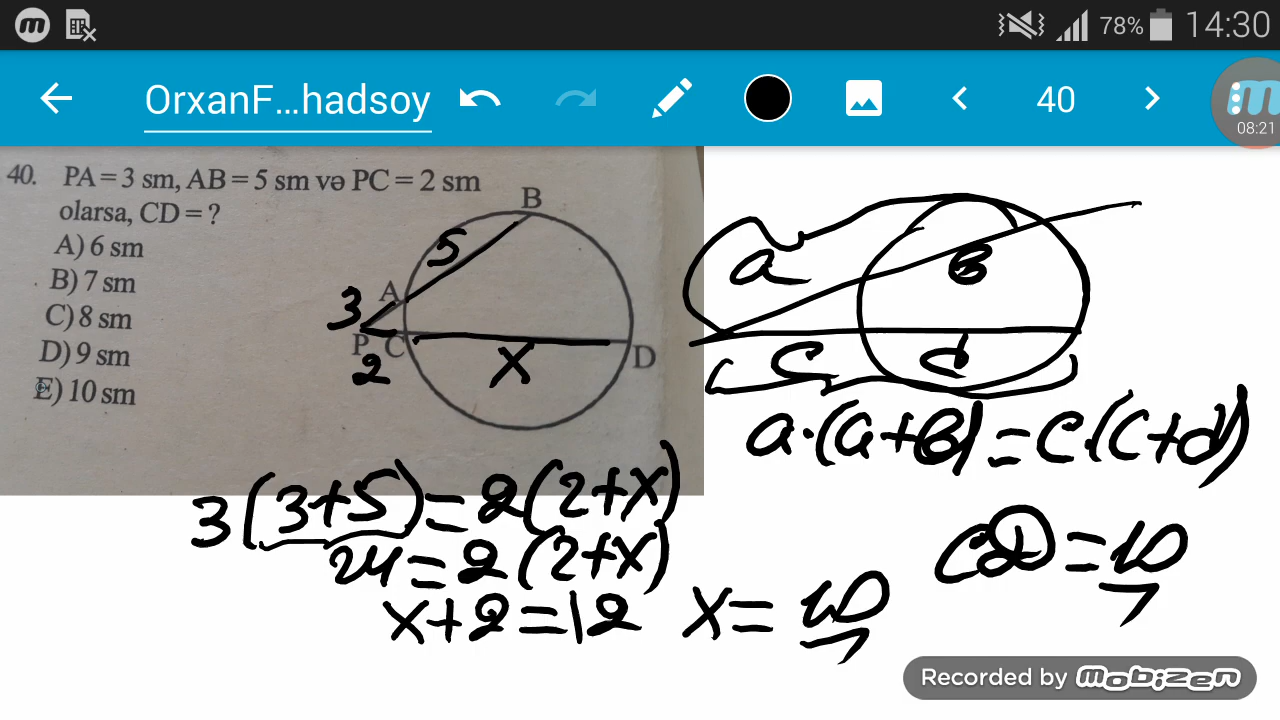 78% 14:30
OrxanF...hadsoy
40
08:21
40. PA = 3 sm, AB = 5 sm və PC = 2 sm
olarsa, CD = ?
A) 6 sm
B) 7 sm
C) 8 sm
D) 9 sm
E) 10 sm
B
5
A
3
P C
2
X
D
a
b
c
d
a·(a+b)=c·(c+d)
3(3+5)=2(2+x)
24=2(2+x)
x+2=12
x=10
CD=10
Recorded by mobizen